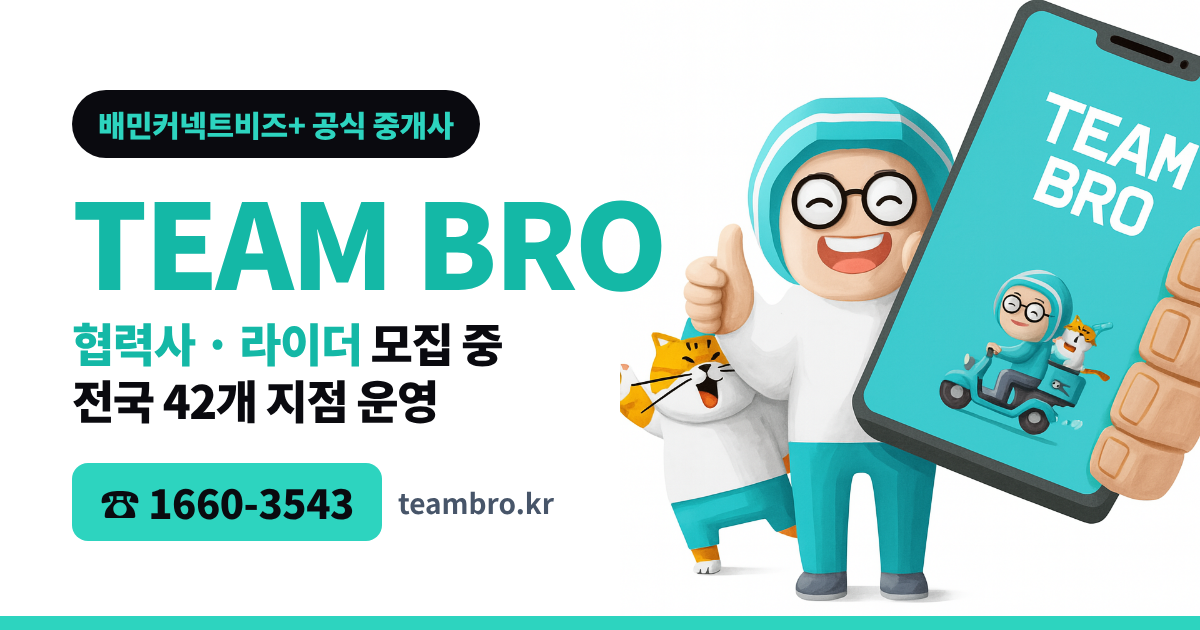 배민커넥트비즈+ 공식 중개사
TEAM BRO
협력사 · 라이더 모집 중
전국 42개 지점 운영
☎ 1660-3543
teambro.kr
TEAM
BRO